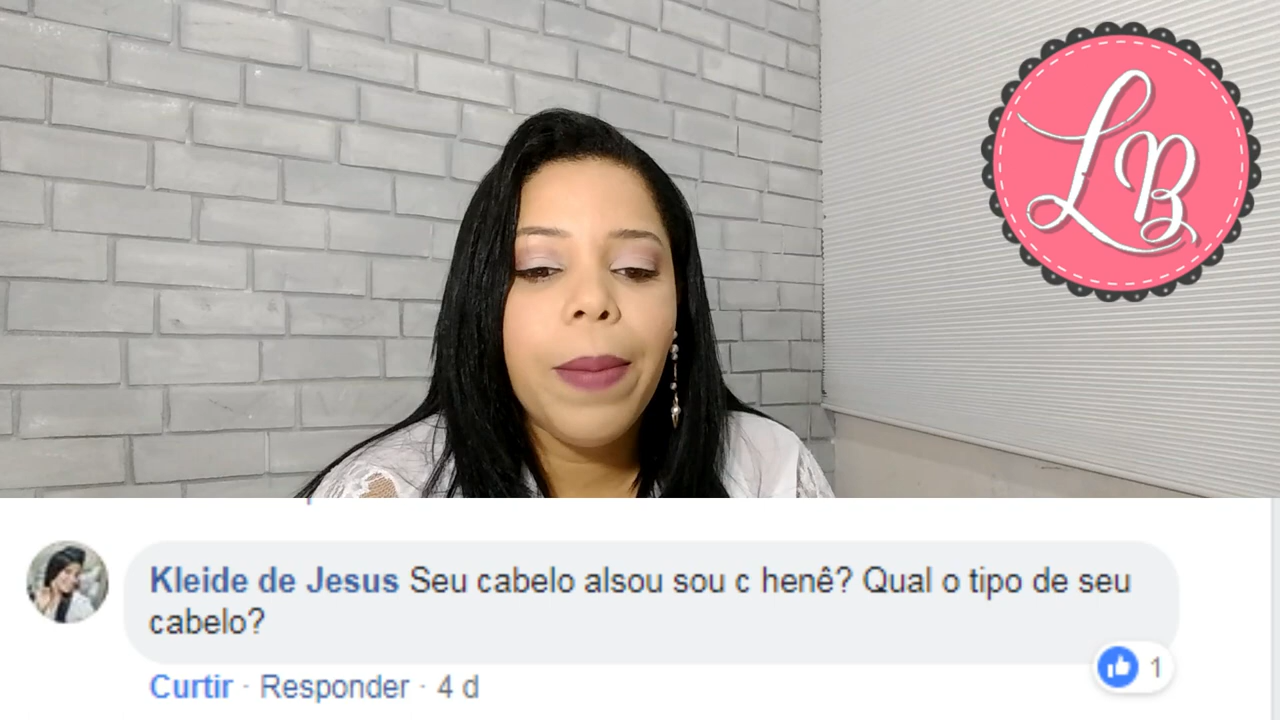 LB
Kleide de Jesus Seu cabelo alsou sou c henê? Qual o tipo de seu
cabelo?
1
Curtir · Responder · 4 d